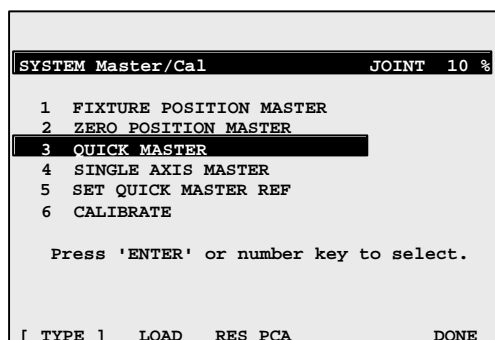 SYSTEM Master/Cal JOINT 10 %
1 FIXTURE POSITION MASTER
2 ZERO POSITION MASTER
3 QUICK MASTER
4 SINGLE AXIS MASTER
5 SET QUICK MASTER REF
6 CALIBRATE
Press 'ENTER' or number key to select.
[ TYPE ] LOAD RES_PCA DONE